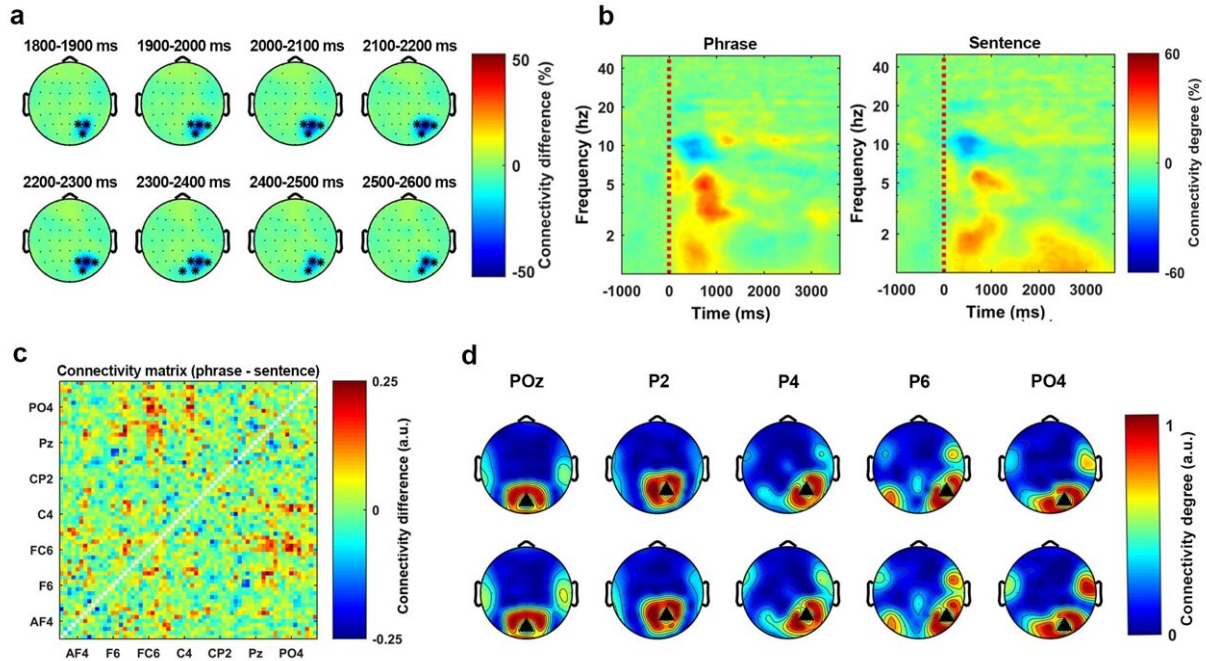 a
1800-1900 ms 1900-2000 ms 2000-2100 ms 2100-2200 ms
2200-2300 ms 2300-2400 ms 2400-2500 ms 2500-2600 ms
50
0
-50
Connectivity difference (%)
b
Phrase
Sentence
Frequency (hz)
40
20
10
5
2
-1000 0 1000 2000 3000
Time (ms)
Frequency (hz)
40
20
10
5
2
-1000 0 1000 2000 3000
Time (ms)
60
40
20
0
-20
-40
-60
Connectivity degree (%)
c
Connectivity matrix (phrase - sentence)
PO4
Pz
CP2
C4
FC6
F6
AF4
AF4 F6 FC6 C4 CP2 Pz PO4
0.25
0
-0.25
Connectivity difference (a.u.)
d
POz P2 P4 P6 PO4
1
0
Connectivity degree (a.u.)